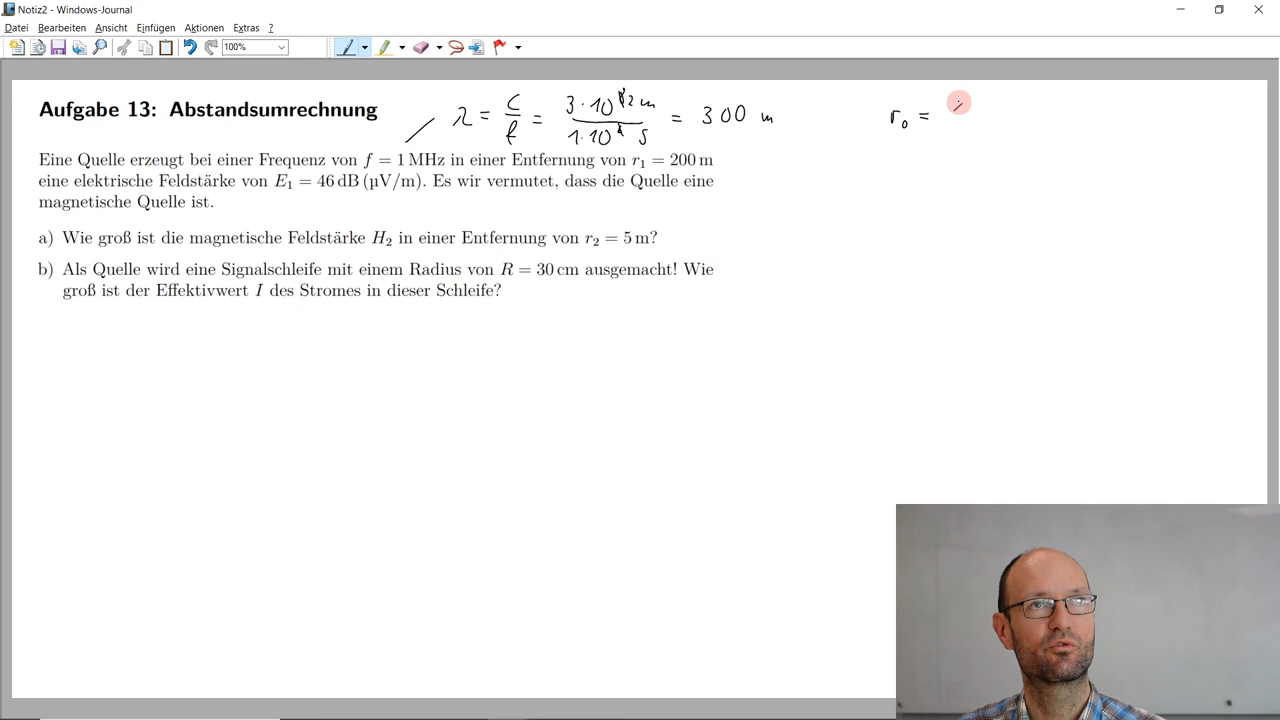 Notiz2 - Windows-Journal
Datei Bearbeiten Ansicht Einfügen Aktionen Extras ?
100%
Aufgabe 13: Abstandsumrechnung
λ = c/f = 3·10^8 m / 1·10^6 s = 300 m
r₀ =
Eine Quelle erzeugt bei einer Frequenz von f = 1 MHz in einer Entfernung von r₁ = 200 m
eine elektrische Feldstärke von E₁ = 46 dB (µV/m). Es wir vermutet, dass die Quelle eine
magnetische Quelle ist.
a) Wie groß ist die magnetische Feldstärke H₂ in einer Entfernung von r₂ = 5 m?
b) Als Quelle wird eine Signalschleife mit einem Radius von R = 30 cm ausgemacht! Wie
groß ist der Effektivwert I des Stromes in dieser Schleife?